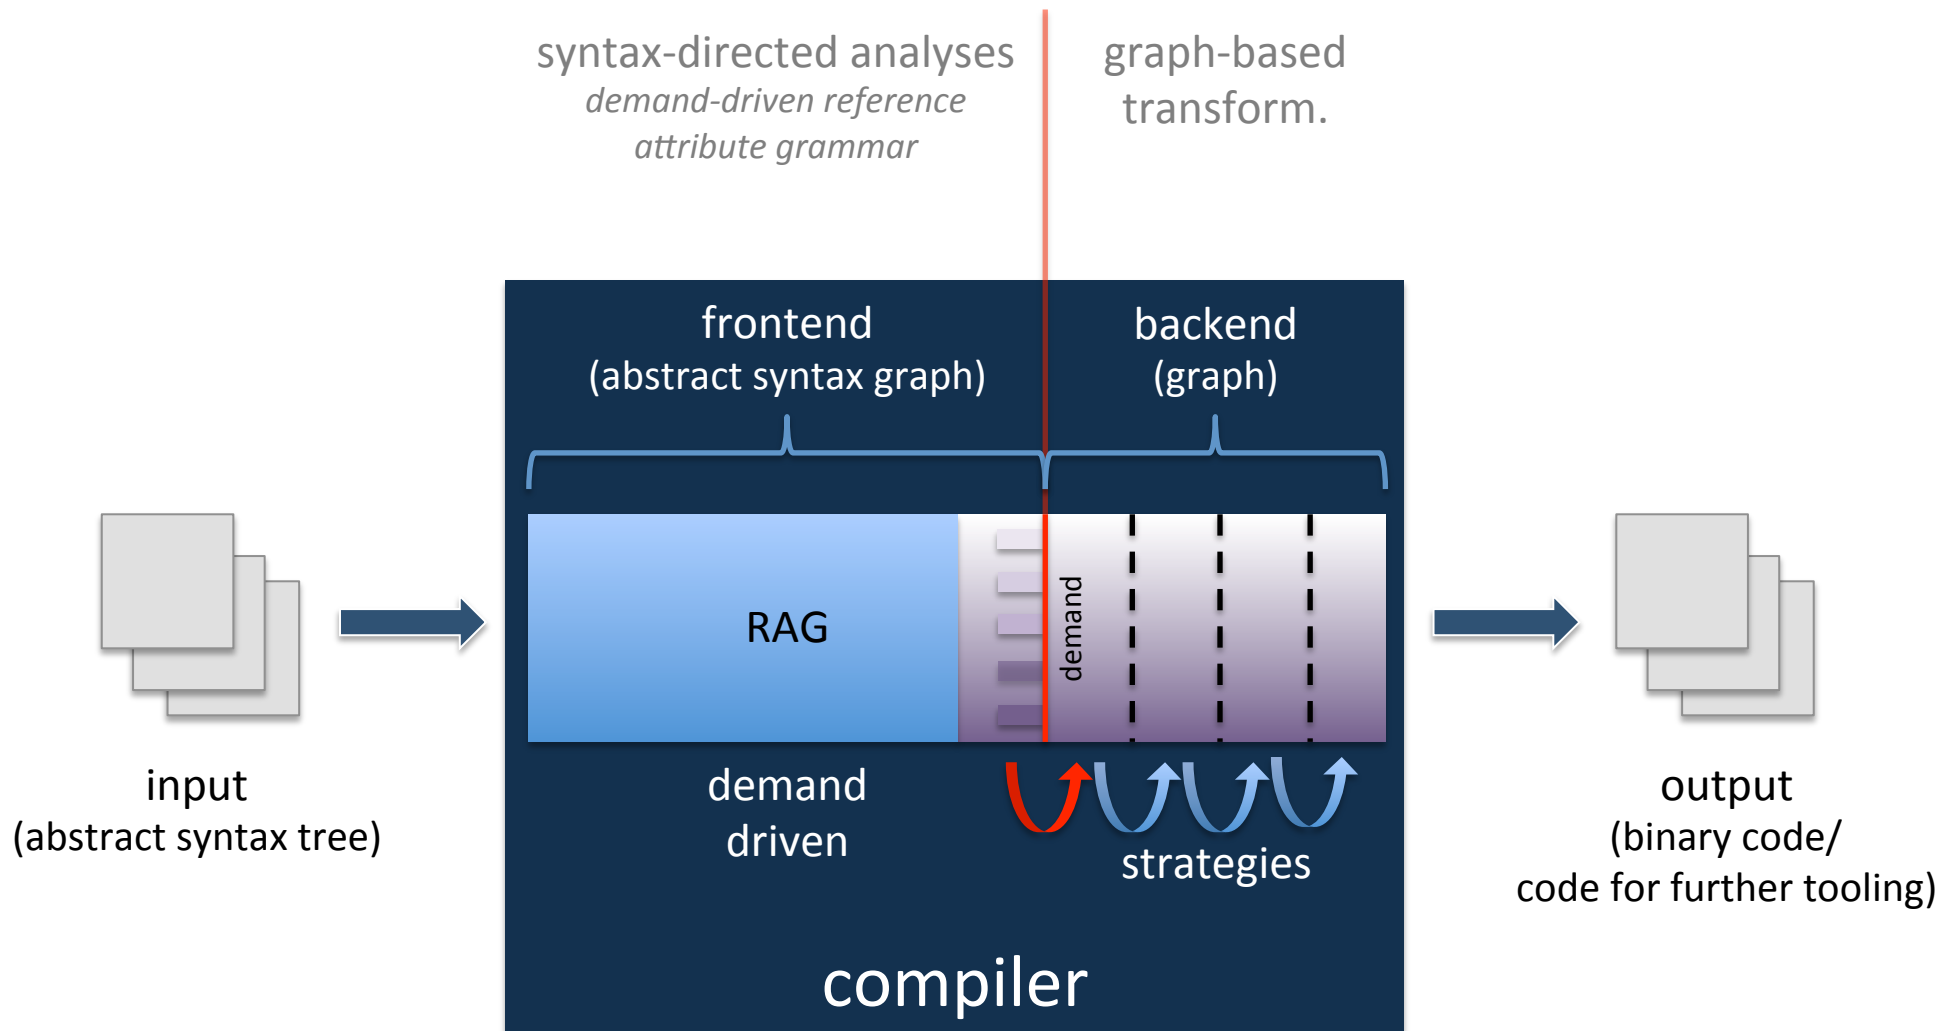 syntax-directed analyses
demand-driven reference
attribute grammar
graph-based
transform.
frontend
(abstract syntax graph)
backend
(graph)
RAG
demand
demand
driven
strategies
input
(abstract syntax tree)
output
(binary code/
code for further tooling)
compiler